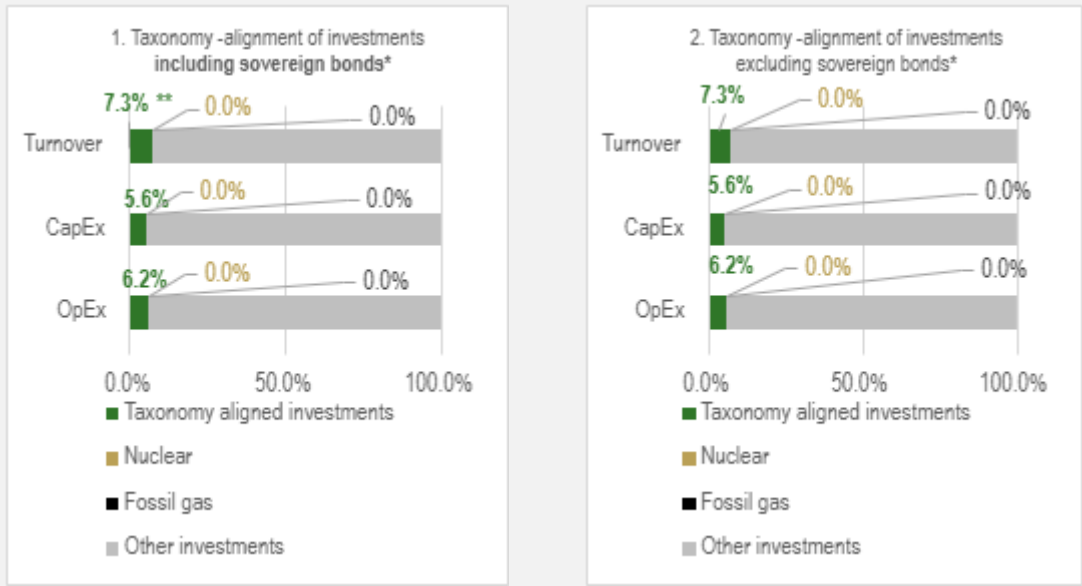 1. Taxonomy -alignment of investments
including sovereign bonds*
7.3% **
0.0%
0.0%
Turnover
5.6%
0.0%
0.0%
CapEx
6.2%
0.0%
0.0%
OpEx
0.0%
50.0%
100.0%
Taxonomy aligned investments
Nuclear
Fossil gas
Other investments
2. Taxonomy -alignment of investments
excluding sovereign bonds*
7.3%
0.0%
0.0%
Turnover
5.6%
0.0%
0.0%
CapEx
6.2%
0.0%
0.0%
OpEx
0.0%
50.0%
100.0%
Taxonomy aligned investments
Nuclear
Fossil gas
Other investments